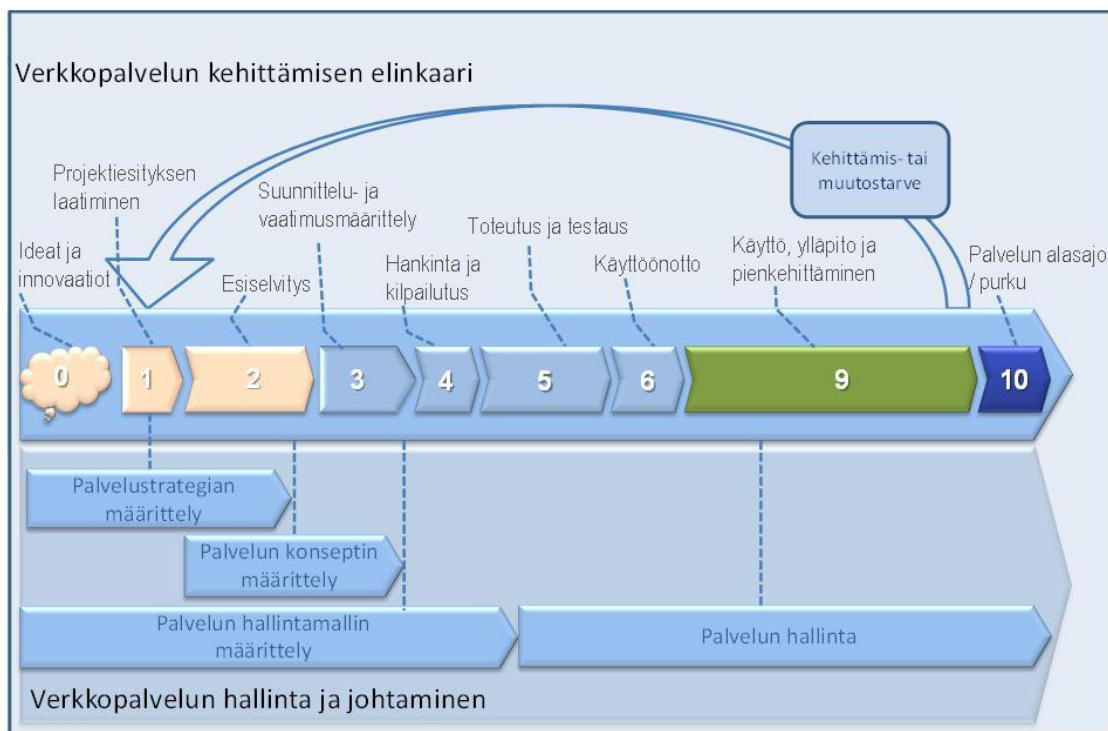 Verkkopalvelun kehittämisen elinkaari
Kehittämis- tai
muutostarve
Projektiesityksen
laatiminen
Suunnittelu- ja
vaatimusmäärittely
Toteutus ja testaus
Käyttö, ylläpito ja
pienkehittäminen
Palvelun alasajo
/ purku
Ideat ja
innovaatiot
Esiselvitys
Hankinta ja
kilpailutus
Käyttöönotto
0
1
2
3
4
5
6
9
10
Palvelustrategian
määrittely
Palvelun konseptin
määrittely
Palvelun hallintamallin
määrittely
Palvelun hallinta
Verkkopalvelun hallinta ja johtaminen